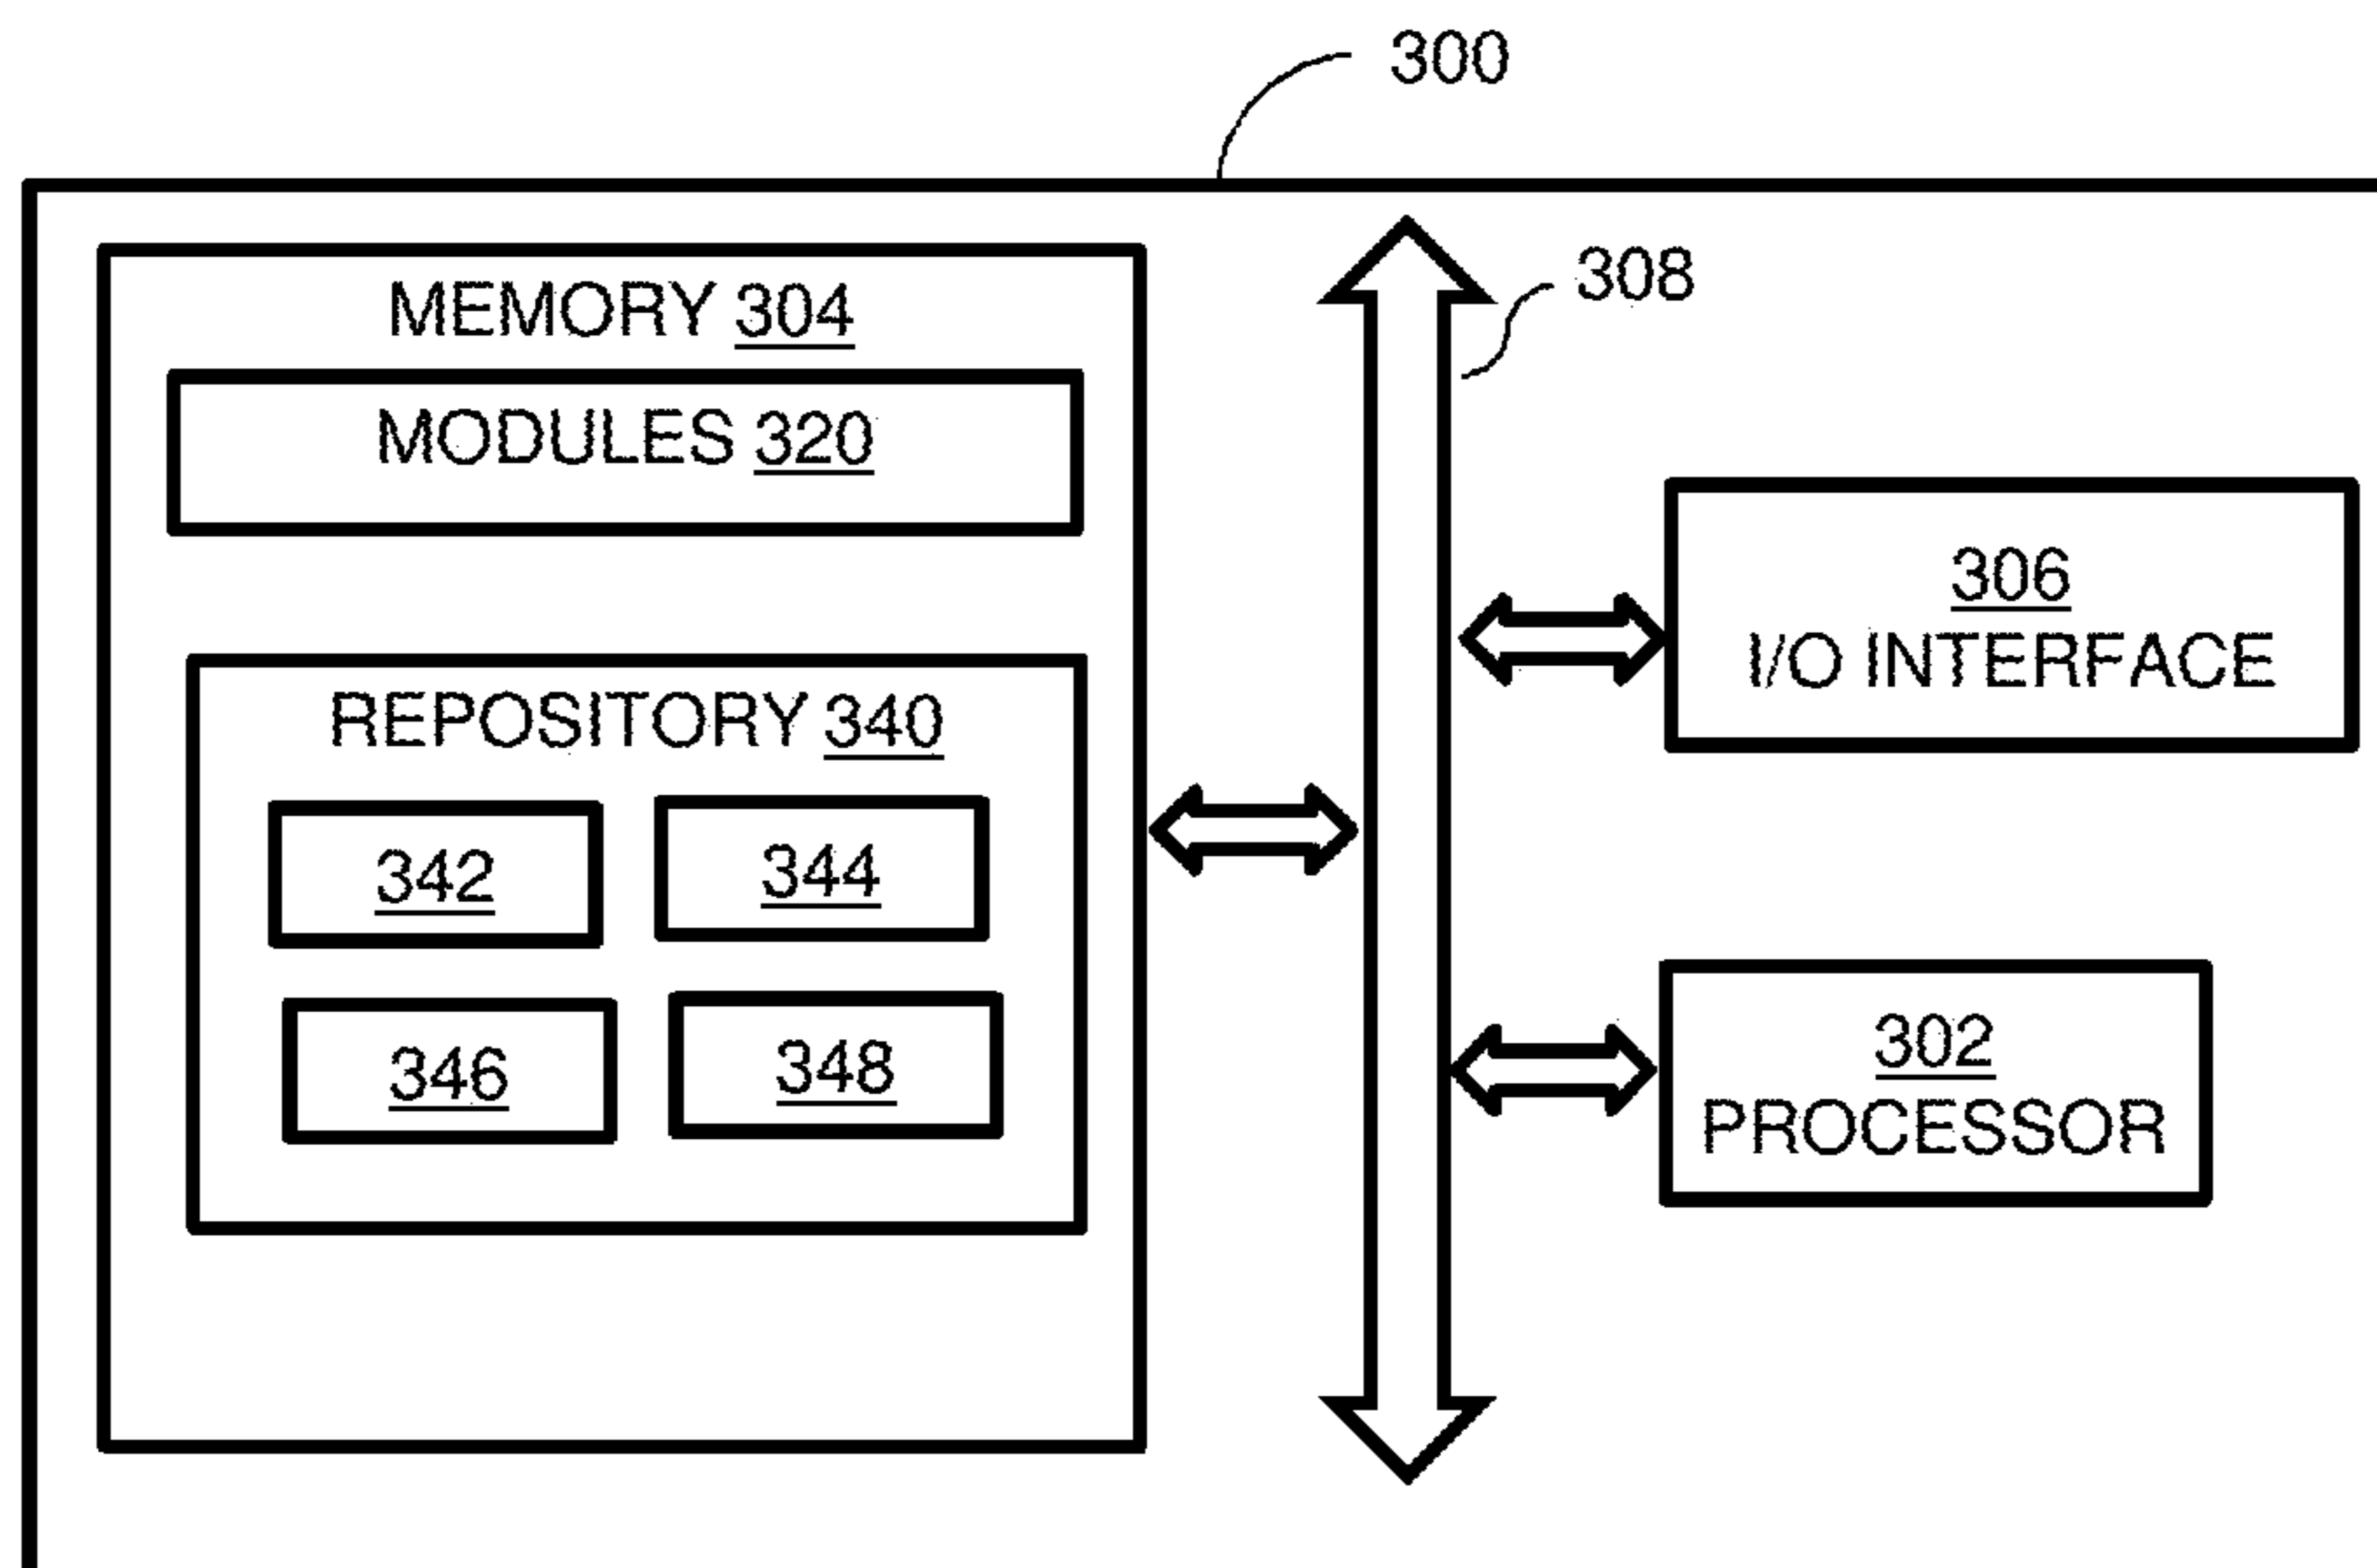 300
308
MEMORY 304
MODULES 320
REPOSITORY 340
342
344
346
348
306
I/O INTERFACE
302
PROCESSOR